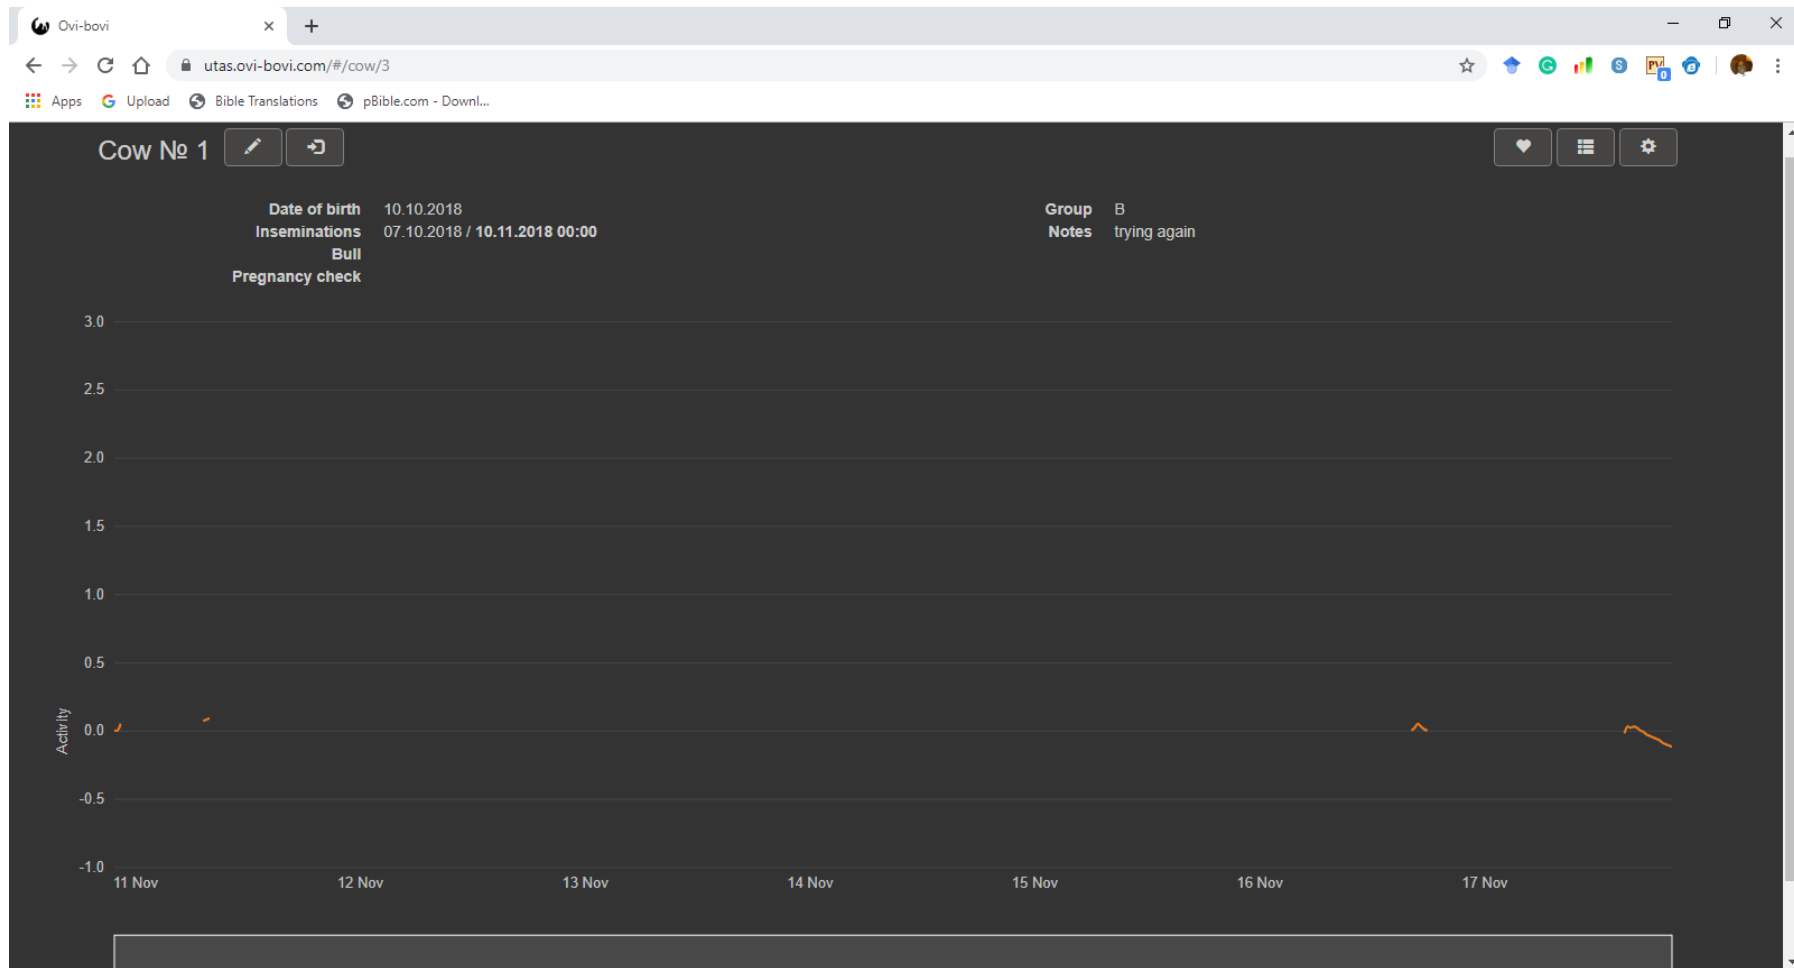 Ovi-bovi
utas.ovi-bovi.com/#/cow/3
Apps Upload Bible Translations pBible.com - Downl...
Cow № 1
Date of birth 10.10.2018
Inseminations 07.10.2018 / 10.11.2018 00:00
Bull
Pregnancy check
Group B
Notes trying again
3.0
2.5
2.0
1.5
1.0
0.5
0.0
-0.5
-1.0
Activity
11 Nov 12 Nov 13 Nov 14 Nov 15 Nov 16 Nov 17 Nov